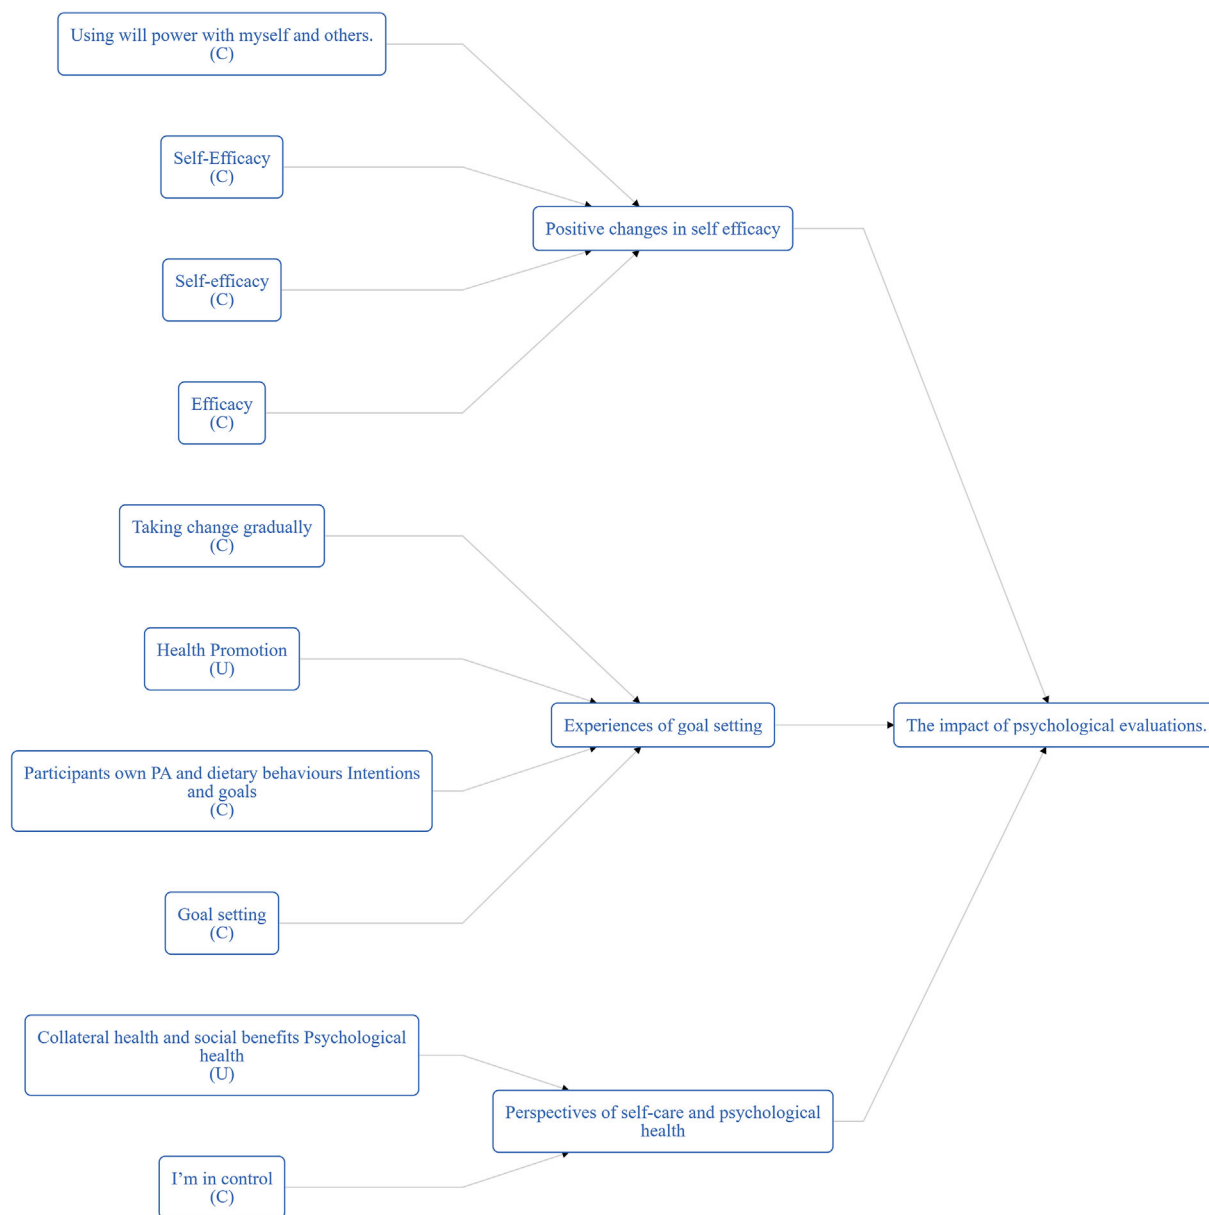 Using will power with myself and others.
(C)
Self-Efficacy
(C)
Positive changes in self efficacy
Self-efficacy
(C)
Efficacy
(C)
Taking change gradually
(C)
Health Promotion
(U)
Experiences of goal setting
The impact of psychological evaluations.
Participants own PA and dietary behaviours Intentions
and goals
(C)
Goal setting
(C)
Collateral health and social benefits Psychological
health
(U)
Perspectives of self-care and psychological
health
I’m in control
(C)